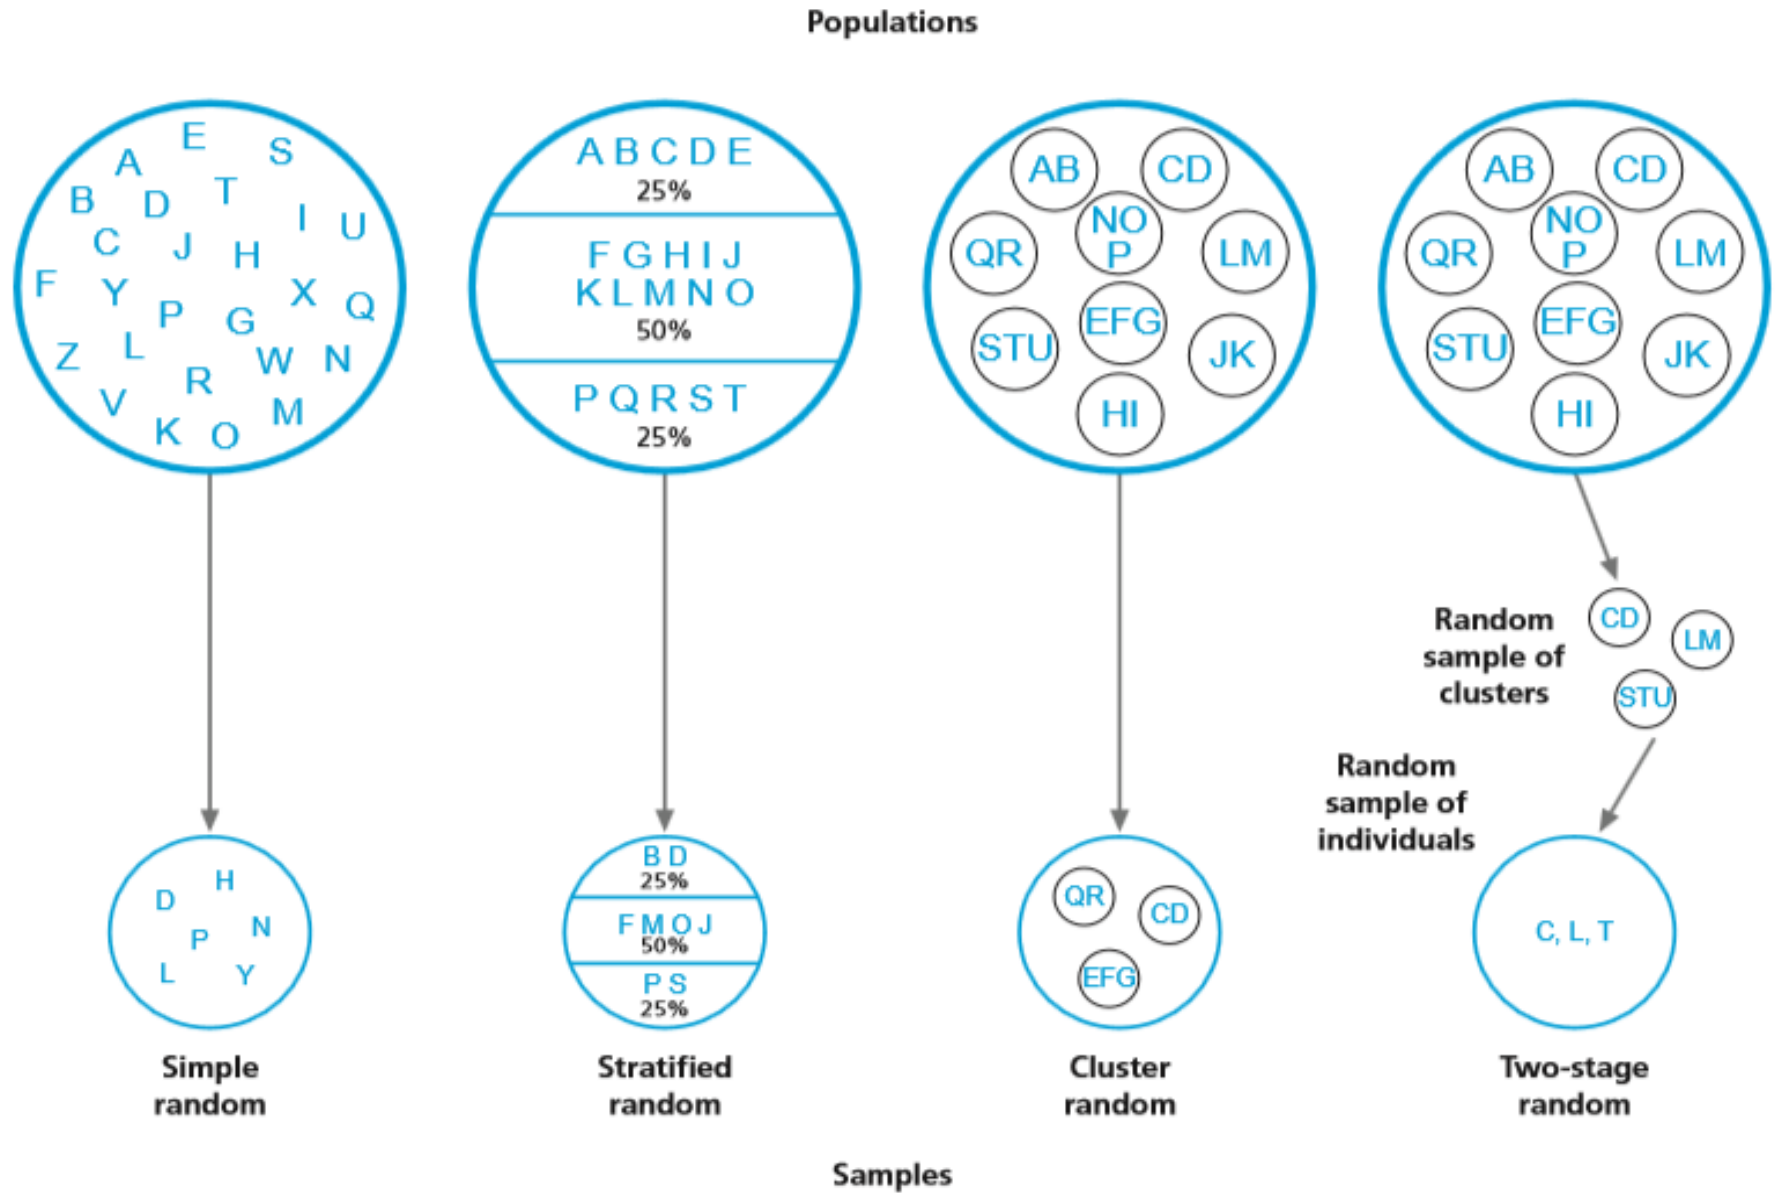 Populations
E
S
A
T
B
D
I
U
C
J
H
F
Y
X
Q
P
G
L
Z
W
N
R
V
M
K
O
A B C D E
25%
F G H I J
K L M N O
50%
P Q R S T
25%
AB
CD
NO
P
QR
LM
EFG
STU
JK
HI
AB
CD
NO
P
QR
LM
EFG
STU
JK
HI
Random
sample of
clusters
CD
LM
STU
Random
sample of
individuals
H
D
N
P
L
Y
B D
25%
F M O J
50%
P S
25%
QR
CD
EFG
C, L, T
Simple
random
Stratified
random
Cluster
random
Two-stage
random
Samples